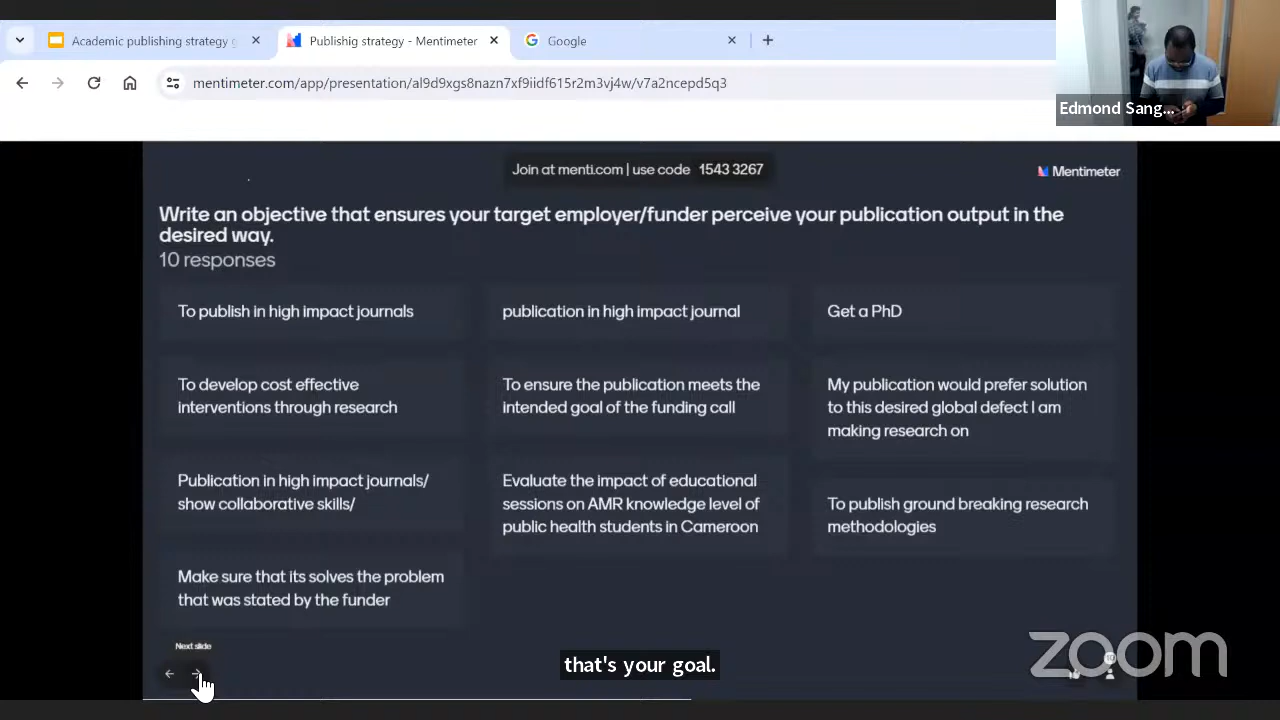 Academic publishing strategy g
Publishig strategy - Mentimeter
Google
mentimeter.com/app/presentation/al9d9xgs8nazn7xf9iidf615r2m3vj4w/v7a2ncepd5q3
Edmond Sang...
Join at menti.com | use code 1543 3267
Mentimeter
Write an objective that ensures your target employer/funder perceive your publication output in the
desired way.
10 responses
To publish in high impact journals
publication in high impact journal
Get a PhD
To develop cost effective
interventions through research
To ensure the publication meets the
intended goal of the funding call
My publication would prefer solution
to this desired global defect I am
making research on
Publication in high impact journals/
show collaborative skills/
Evaluate the impact of educational
sessions on AMR knowledge level of
public health students in Cameroon
To publish ground breaking research
methodologies
Make sure that its solves the problem
that was stated by the funder
Next slide
that's your goal.
zoom